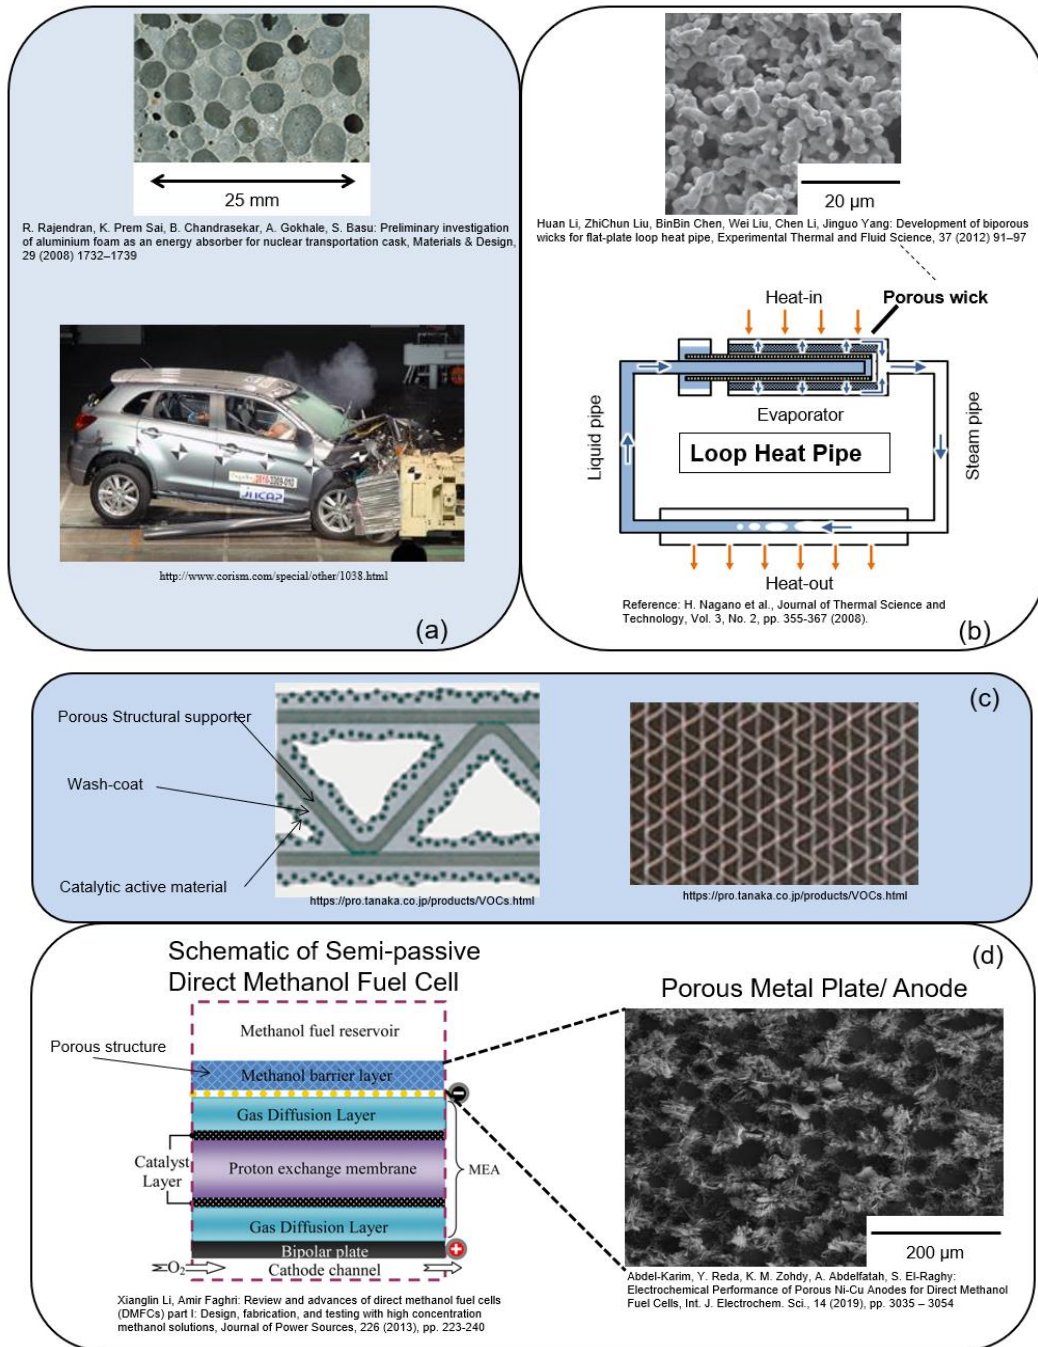 25 mm
R. Rajendran, K. Prem Sai, B. Chandrasekar, A. Gokhale, S. Basu: Preliminary investigation
of aluminium foam as an energy absorber for nuclear transportation cask, Materials & Design,
29 (2008) 1732–1739
JNCAP
http://www.corism.com/special/other/1038.html
(a)
20 µm
Huan Li, ZhiChun Liu, BinBin Chen, Wei Liu, Chen Li, Jinguo Yang: Development of biporous
wicks for flat-plate loop heat pipe, Experimental Thermal and Fluid Science, 37 (2012) 91–97
Heat-in
Porous wick
Evaporator
Liquid pipe
Loop Heat Pipe
Steam pipe
Heat-out
Reference: H. Nagano et al., Journal of Thermal Science and
Technology, Vol. 3, No. 2, pp. 355-367 (2008).
(b)
(c)
Porous Structural supporter
Wash-coat
Catalytic active material
https://pro.tanaka.co.jp/products/VOCs.html
https://pro.tanaka.co.jp/products/VOCs.html
(d)
Schematic of Semi-passive
Direct Methanol Fuel Cell
Methanol fuel reservoir
Porous structure
Methanol barrier layer
Gas Diffusion Layer
Catalyst
Layer
Proton exchange membrane
MEA
Gas Diffusion Layer
Bipolar plate
O₂
Cathode channel
Xianglin Li, Amir Faghri: Review and advances of direct methanol fuel cells
(DMFCs) part I: Design, fabrication, and testing with high concentration
methanol solutions, Journal of Power Sources, 226 (2013), pp. 223-240
Porous Metal Plate/ Anode
200 µm
Abdel-Karim, Y. Reda, K. M. Zohdy, A. Abdelfatah, S. El-Raghy:
Electrochemical Performance of Porous Ni-Cu Anodes for Direct Methanol
Fuel Cells, Int. J. Electrochem. Sci., 14 (2019), pp. 3035 – 3054